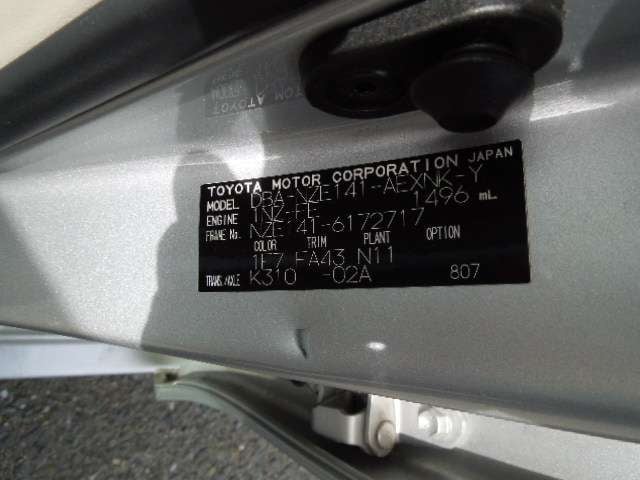 TOYOTA MOTOR CORPORATION JAPAN
MODEL DBA-NZE141-AEXNK-Y
ENGINE 1NZ-FE 1496 mL
FRAME No. NZE141-6172717
COLOR TRIM PLANT OPTION
1F7 FA43 N11
TRANS./AXLE K310 -02A 807